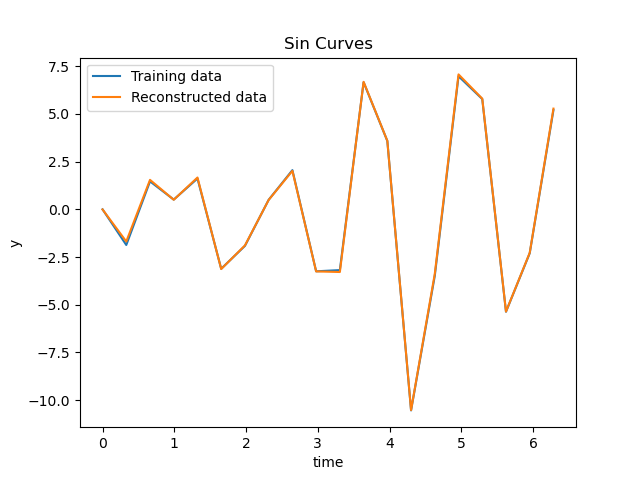 Sin Curves
Training data
Reconstructed data
7.5
5.0
2.5
0.0
−2.5
−5.0
−7.5
−10.0
y
0 1 2 3 4 5 6
time